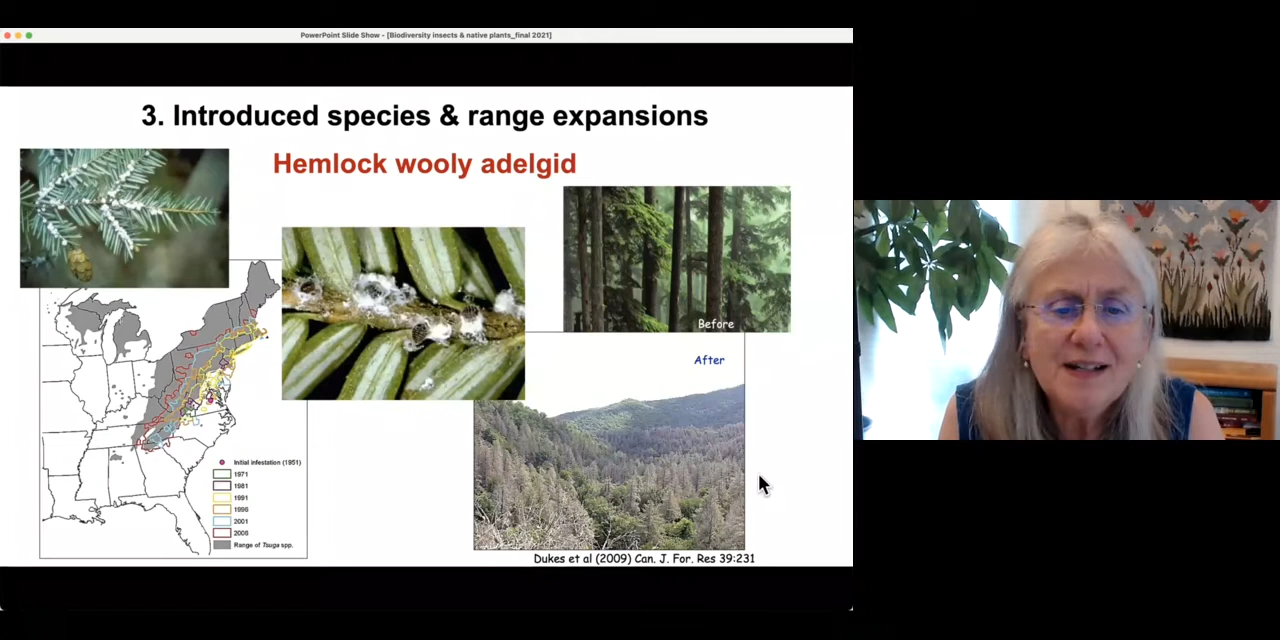 PowerPoint Slide Show - [Biodiversity insects & native plants_final 2021]
3. Introduced species & range expansions
Hemlock wooly adelgid
Before
After
Initial infestation (1951)
1971
1981
1991
1996
2001
2006
Range of Tsuga spp.
Dukes et al (2009) Can. J. For. Res 39:231